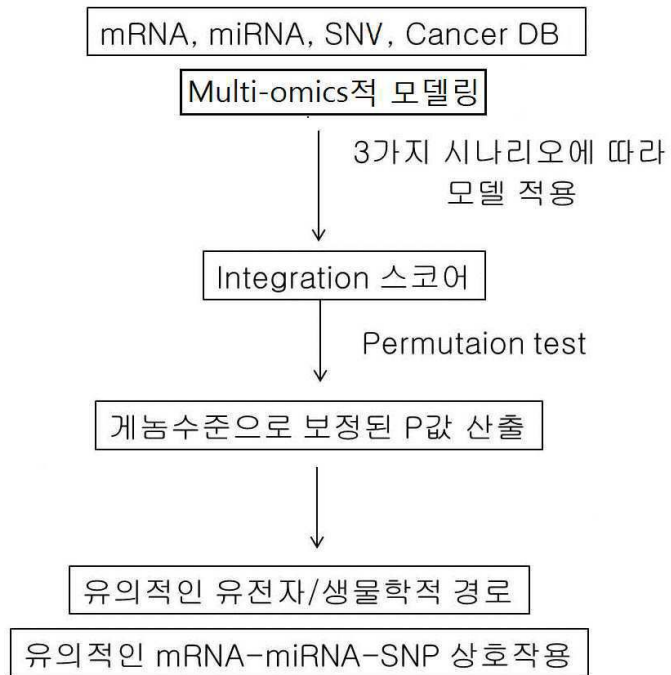 mRNA, miRNA, SNV, Cancer DB
Multi-omics적 모델링
3가지 시나리오에 따라
모델 적용
Integration 스코어
Permutaion test
게놈수준으로 보정된 P값 산출
유의적인 유전자/생물학적 경로
유의적인 mRNA-miRNA-SNP 상호작용